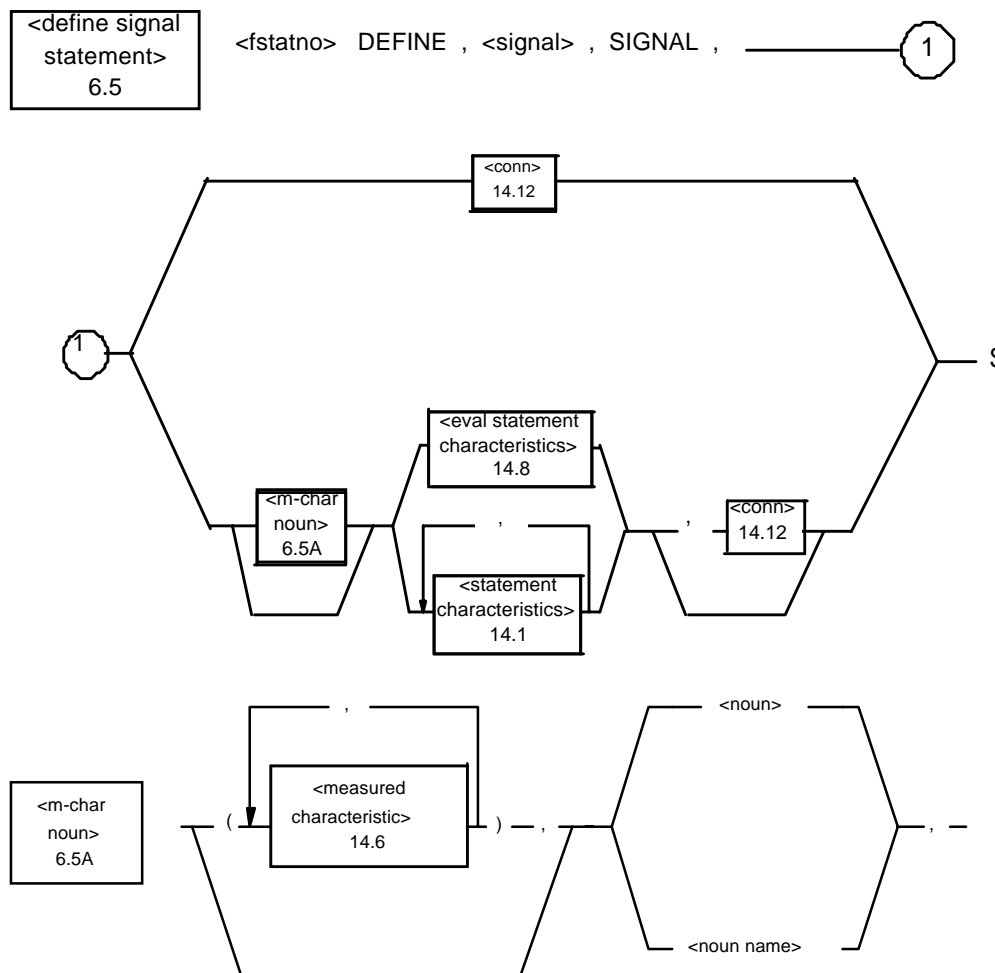 <define signal
statement>
6.5
<fstatno> DEFINE , <signal> , SIGNAL ,
1
<conn>
14.12
1
<eval statement
characteristics>
14.8
<m-char
noun>
6.5A
,
<statement
characteristics>
14.1
,
<conn>
14.12
<m-char
noun>
6.5A
(
,
<measured
characteristic>
14.6
) ,
<noun>
<noun name>
,